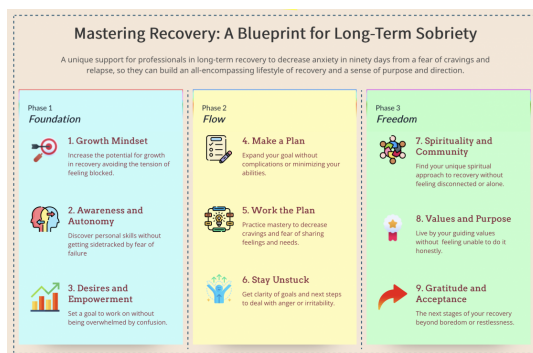 Mastering Recovery: A Blueprint for Long-Term Sobriety
A unique support for professionals in long-term recovery to decrease anxiety in ninety days from a fear of cravings and
relapse, so they can build an all-encompassing lifestyle of recovery and a sense of purpose and direction.
Phase 1
Foundation
1. Growth Mindset
Increase the potential for growth
in recovery avoiding the tension of
feeling blocked.
2. Awareness and
Autonomy
Discover personal skills without
getting sidetracked by fear of
failure
3. Desires and
Empowerment
Set a goal to work on without
being overwhelmed by confusion.
Phase 2
Flow
4. Make a Plan
Expand your goal without
complications or minimizing your
abilities.
5. Work the Plan
Practice mastery to decrease
cravings and fear of sharing
feelings and needs.
6. Stay Unstuck
Get clarity of goals and next steps
to deal with anger or irritability.
Phase 3
Freedom
7. Spirituality and
Community
Find your unique spiritual
approach to recovery without
feeling disconnected or alone.
8. Values and Purpose
Live by your guiding values
without feeling unable to do it
honestly.
9. Gratitude and
Acceptance
The next stages of your recovery
beyond boredom or restlessness.